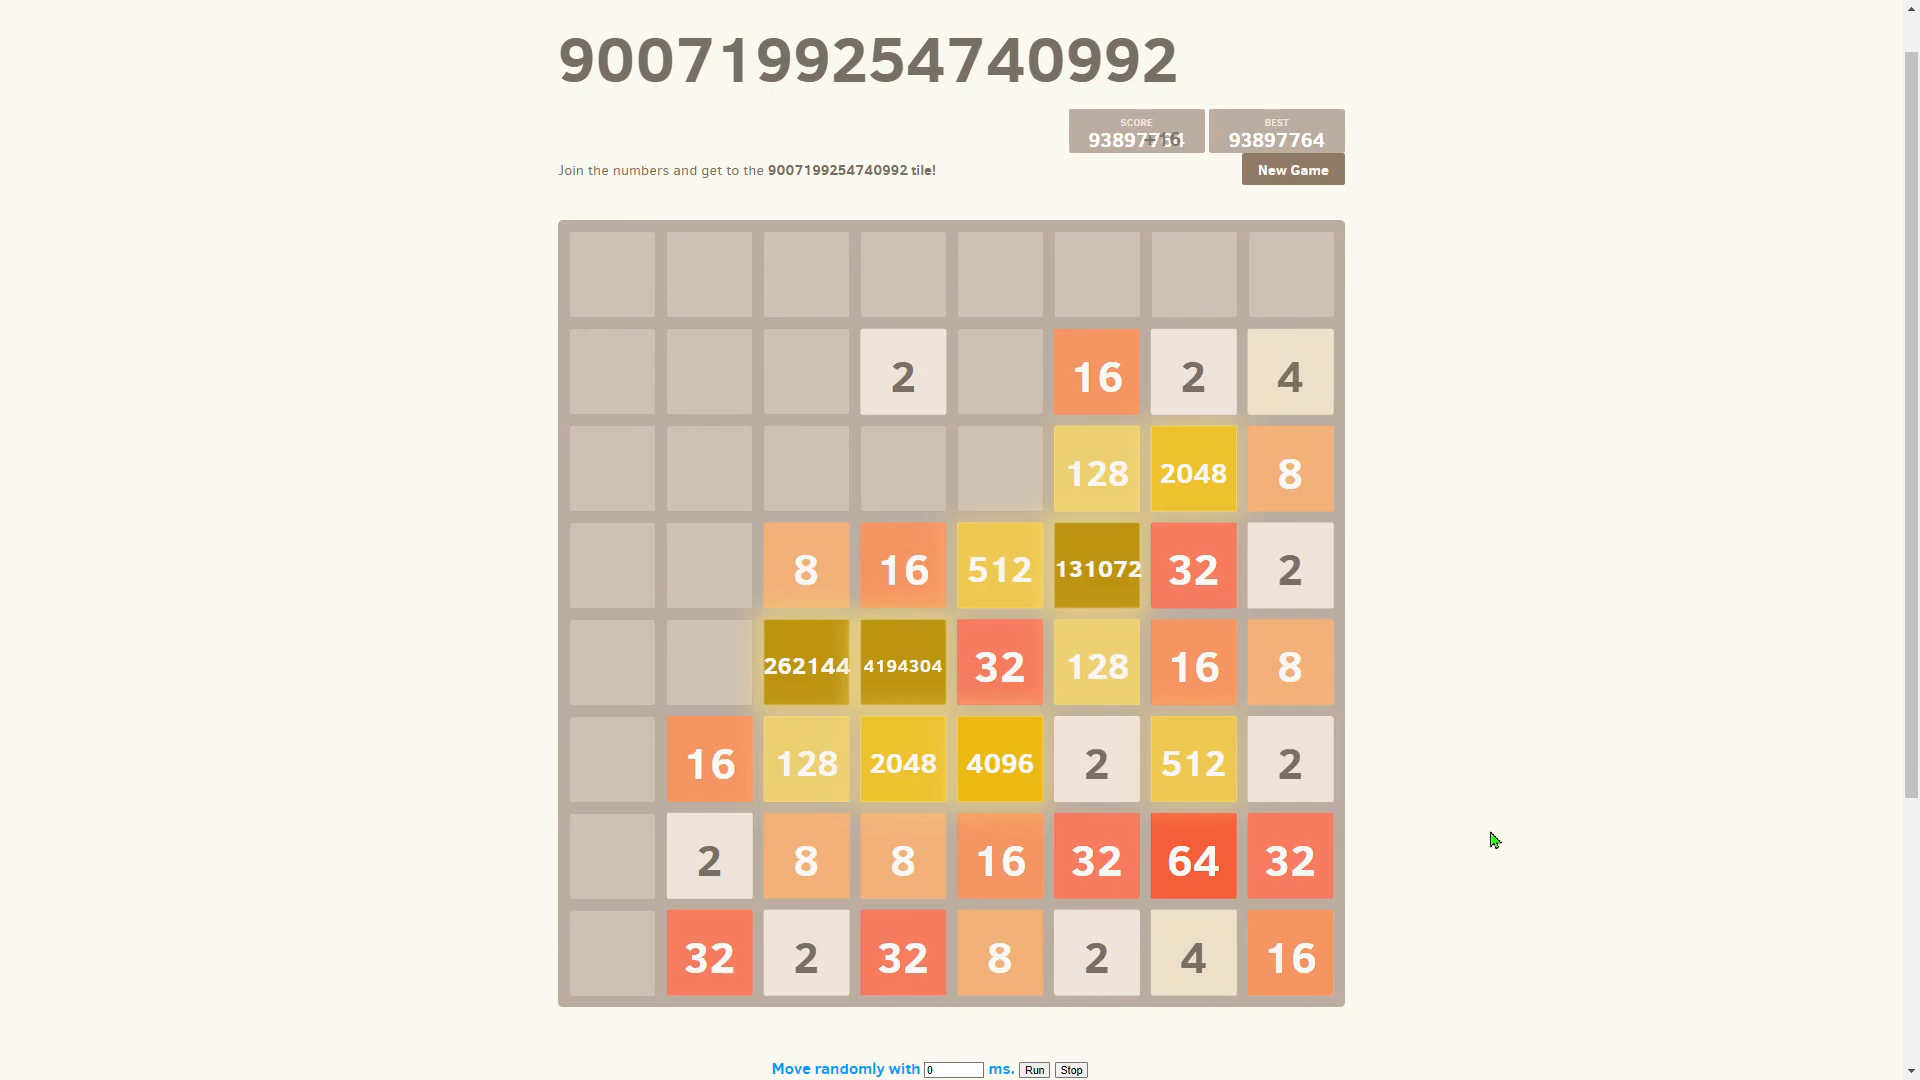 9007199254740992
SCORE BEST
93897764 +16 93897764
Join the numbers and get to the 9007199254740992 tile! New Game
2 16 2 4
128 2048 8
8 16 512 131072 32 2
262144 4194304 32 128 16 8
16 128 2048 4096 2 512 2
2 8 8 16 32 64 32
32 2 32 8 2 4 16
Move randomly with 0 ms. Run Stop